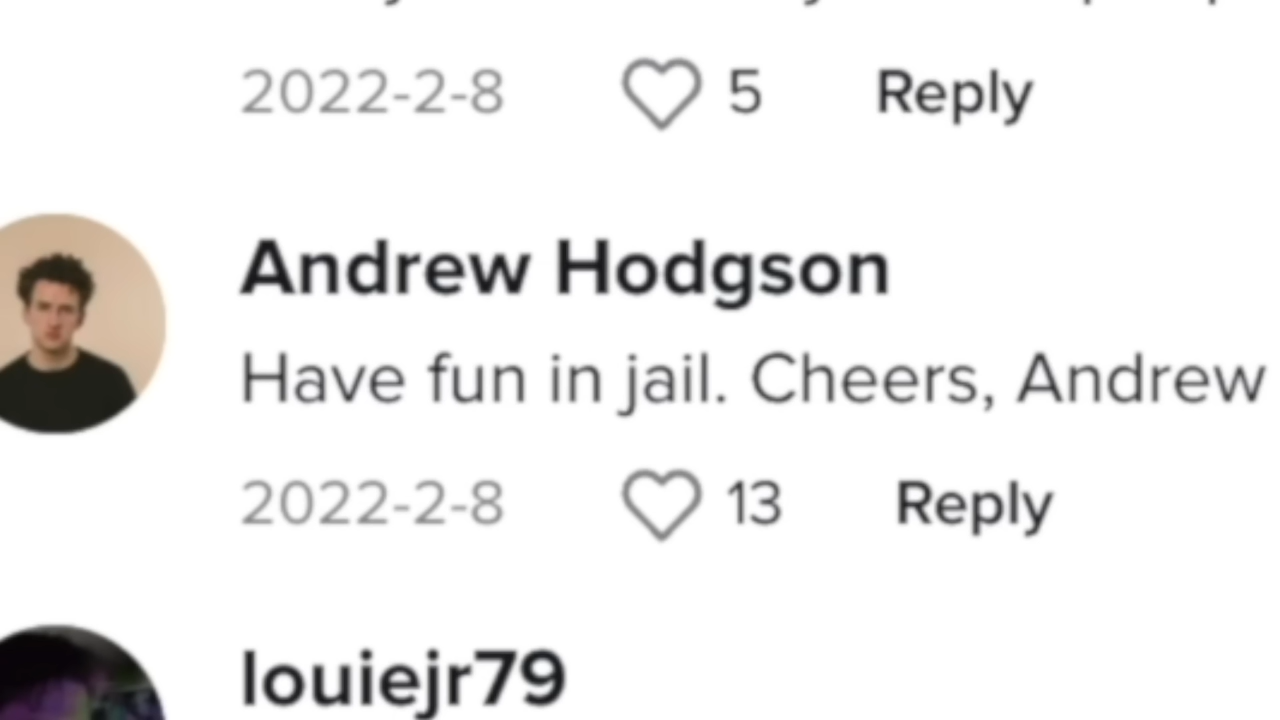 2022-2-8 5 Reply
Andrew Hodgson
Have fun in jail. Cheers, Andrew
2022-2-8 13 Reply
louiejr79